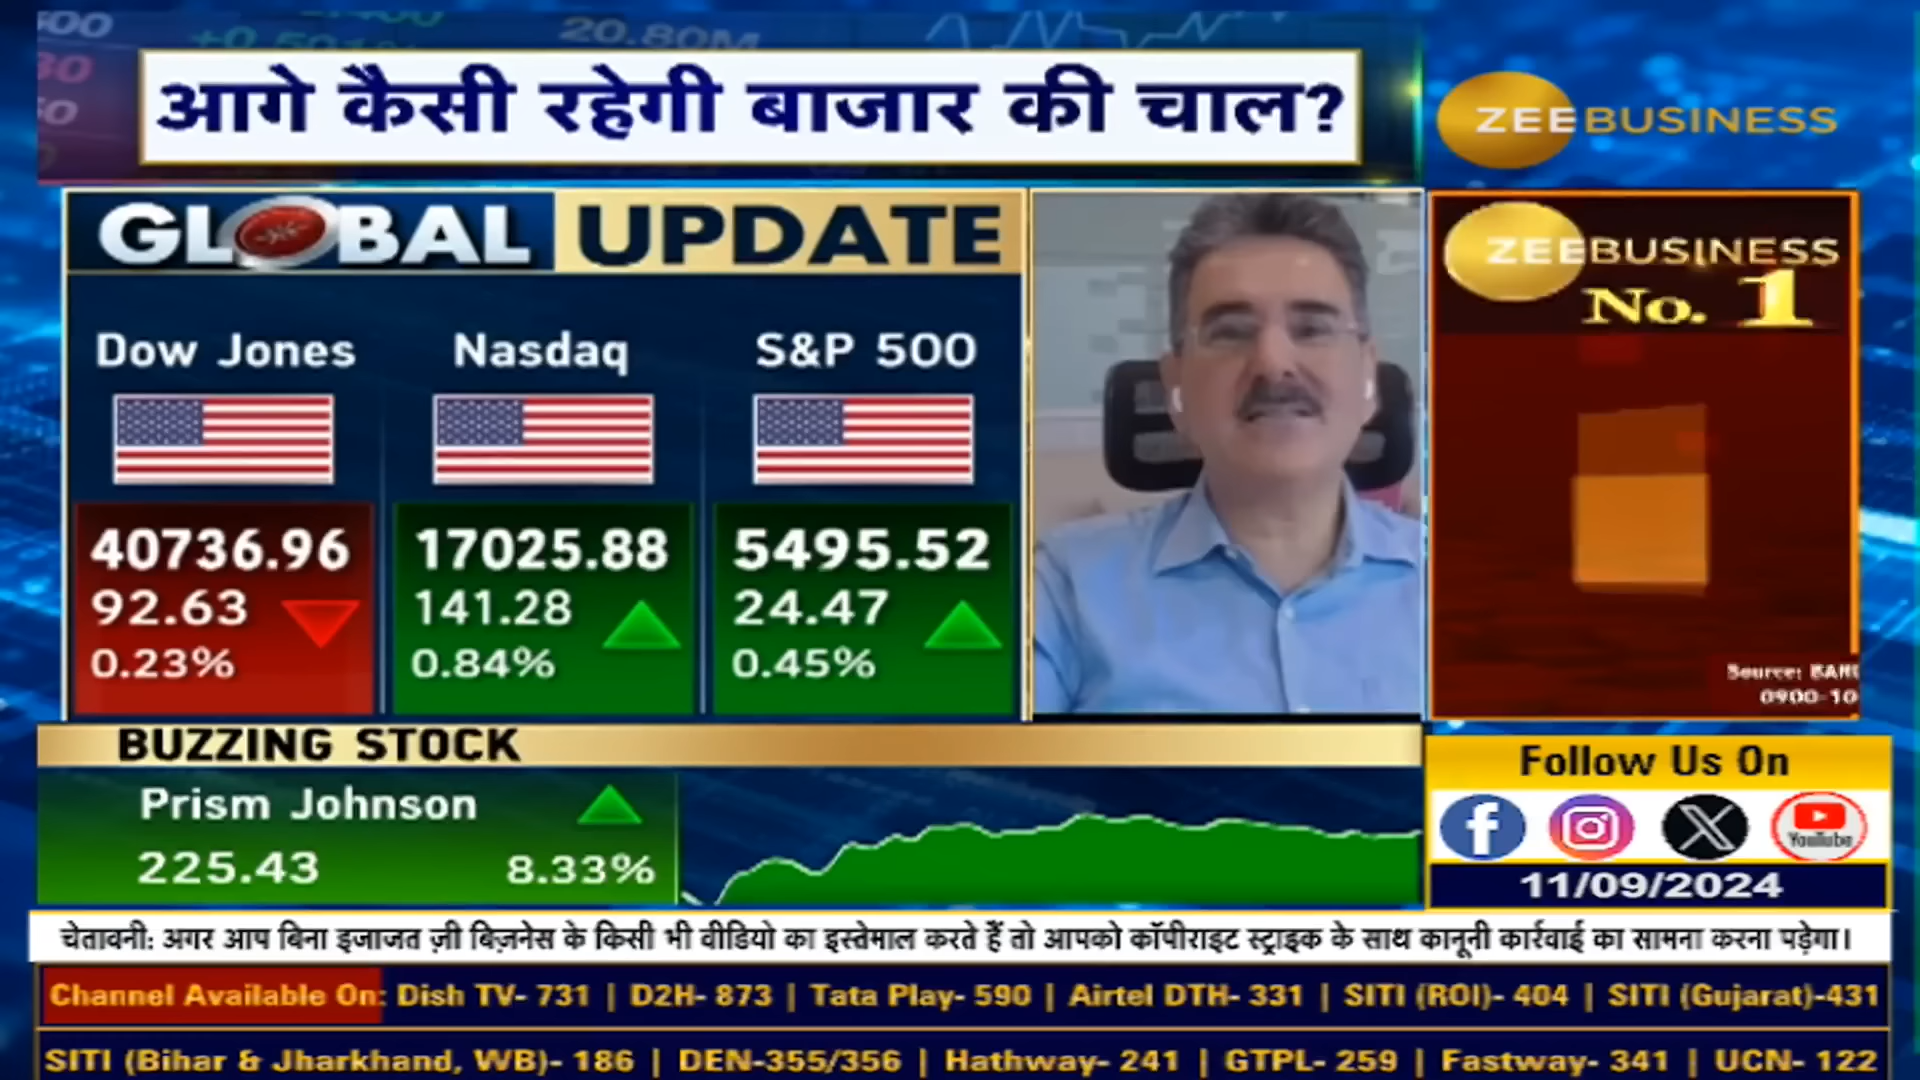 आगे कैसी रहेगी बाजार की चाल?
ZEEBUSINESS
GLOBAL UPDATE
Dow Jones
Nasdaq
S&P 500
40736.96
92.63
0.23%
17025.88
141.28
0.84%
5495.52
24.47
0.45%
ZEEBUSINESS
No. 1
Source:
0900-10
BUZZING STOCK
Prism Johnson
225.43 8.33%
Follow Us On
YouTube
11/09/2024
चेतावनी: अगर आप बिना इजाजत ज़ी बिज़नेस के किसी भी वीडियो का इस्तेमाल करते हैं तो आपको कॉपीराइट स्ट्राइक के साथ कानूनी कार्रवाई का सामना करना पड़ेगा।
Channel Available On: Dish TV- 731 | D2H- 873 | Tata Play- 590 | Airtel DTH- 331 | SITI (ROI)- 404 | SITI (Gujarat)-431
SITI (Bihar & Jharkhand, WB)- 186 | DEN-355/356 | Hathway- 241 | GTPL- 259 | Fastway- 341 | UCN- 122